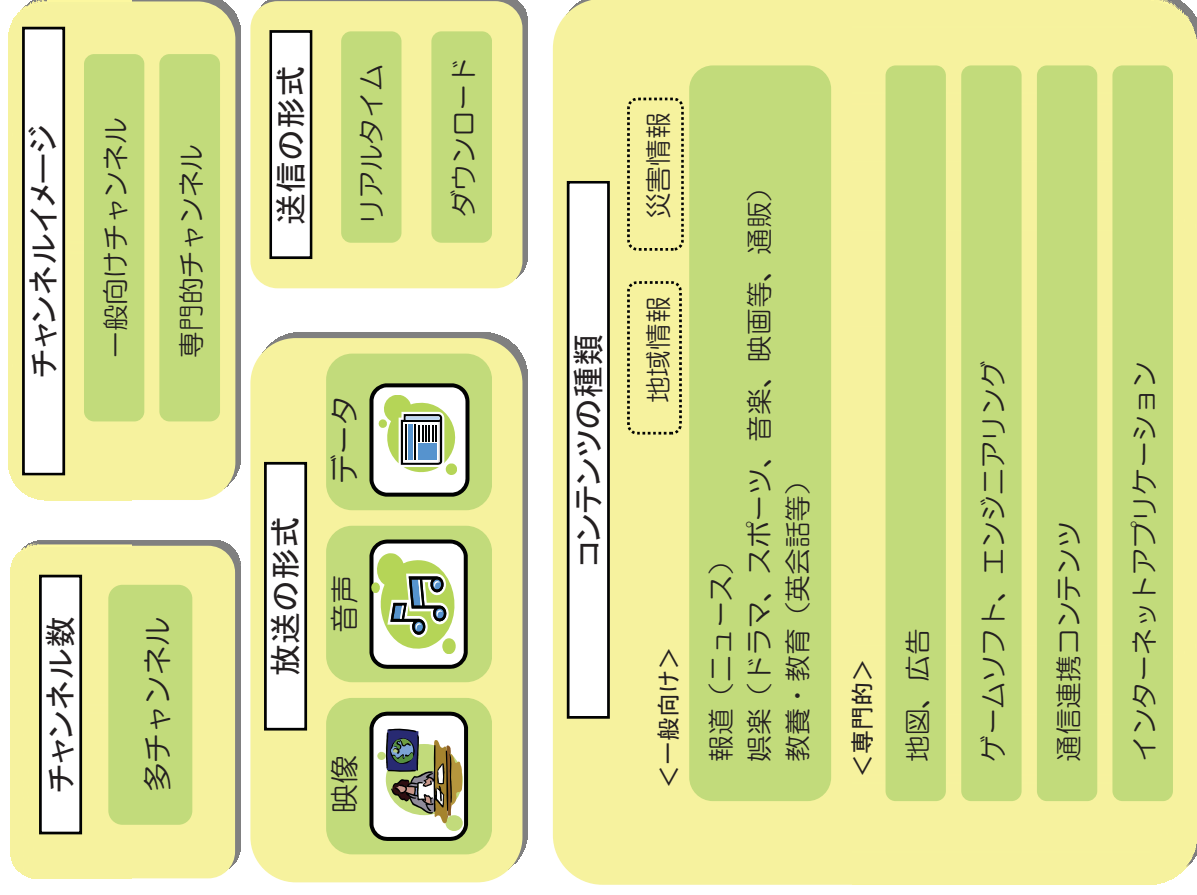 チャンネル数
多チャンネル
チャンネルイメージ
一般向けチャンネル
専門的チャンネル
放送の形式
映像
音声
データ
送信の形式
リアルタイム
ダウンロード
コンテンツの種類
＜一般向け＞
地域情報
災害情報
報道（ニュース）
娯楽（ドラマ、スポーツ、音楽、映画等、通販）
教養・教育（英会話等）
＜専門的＞
地図、広告
ゲームソフト、エンジニアリング
通信連携コンテンツ
インターネットアプリケーション